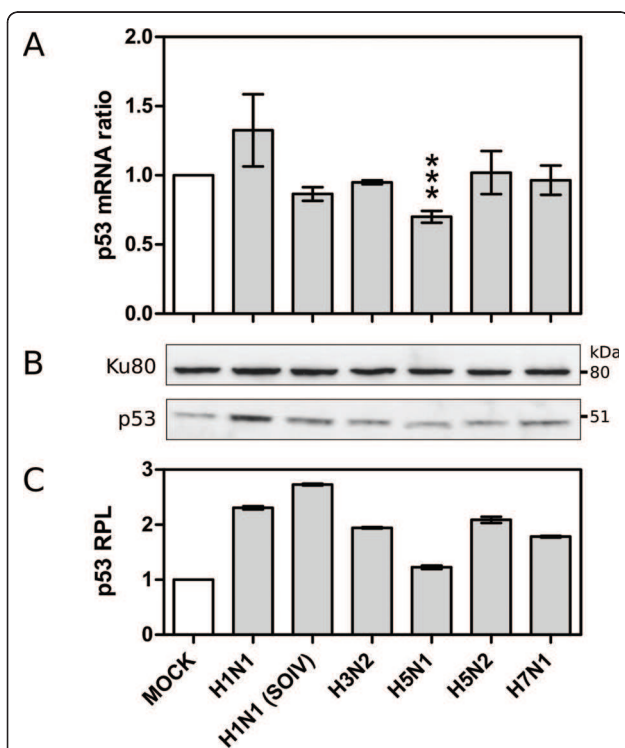 A
2.0
1.5
1.0
0.5
0.0
p53 mRNA ratio
***
B
Ku80
kDa
80
p53
51
C
3
2
1
0
p53 RPL
MOCK
H1N1
H1N1 (SOIV)
H3N2
H5N1
H5N2
H7N1